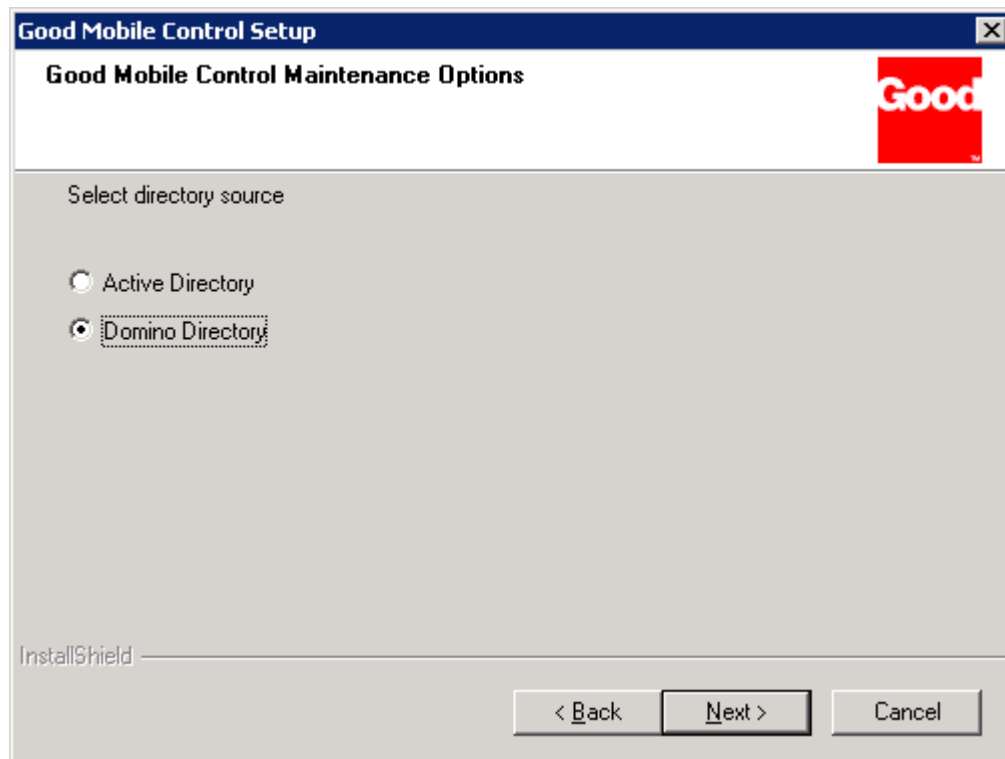 Good Mobile Control Setup
Good Mobile Control Maintenance Options
Good
TM
Select directory source
Active Directory
Domino Directory
InstallShield
< Back Next > Cancel